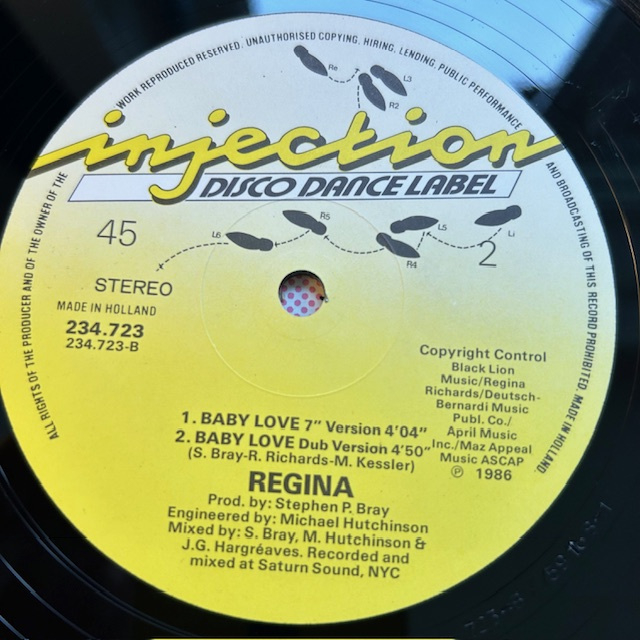 ALL RIGHTS OF THE PRODUCER AND OF THE OWNER OF THE WORK REPRODUCED RESERVED. UNAUTHORISED COPYING, HIRING, LENDING, PUBLIC PERFORMANCE AND BROADCASTING OF THIS RECORD PROHIBITED. MADE IN HOLLAND.
Re
L3
R2
injection
DISCO DANCE LABEL
45
L6
R5
R4
L5
Li
2
STEREO
MADE IN HOLLAND
234.723
234.723-B
Copyright Control
Black Lion
Music/Regina
Richards/Deutsch-
Bernardi Music
Publ. Co./
April Music
Inc./Maz Appeal
Music ASCAP
℗ 1986
1. BABY LOVE 7" Version 4'04"
2. BABY LOVE Dub Version 4'50"
(S. Bray-R. Richards-M. Kessler)
REGINA
Prod. by: Stephen P. Bray
Engineered by: Michael Hutchinson
Mixed by: S. Bray, M. Hutchinson &
J.G. Hargréaves. Recorded and
mixed at Saturn Sound, NYC